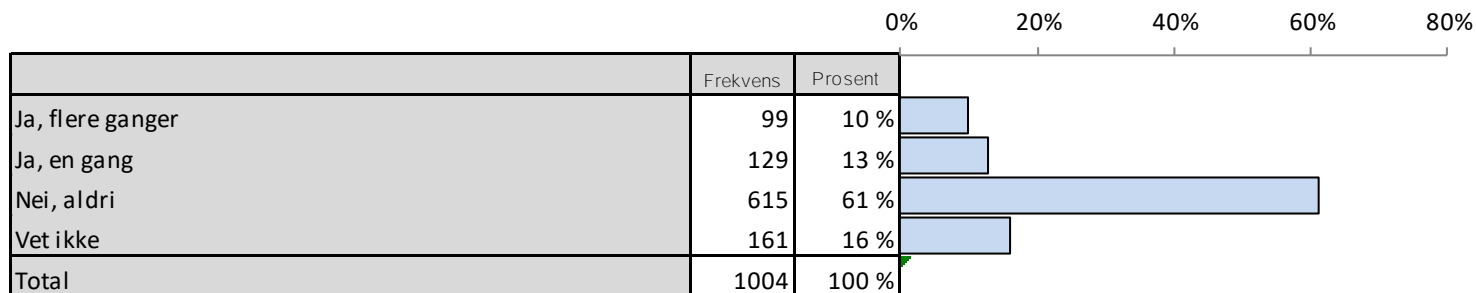 0% 20% 40% 60% 80%
Frekvens Prosent
Ja, flere ganger 99 10 %
Ja, en gang 129 13 %
Nei, aldri 615 61 %
Vet ikke 161 16 %
Total 1004 100 %